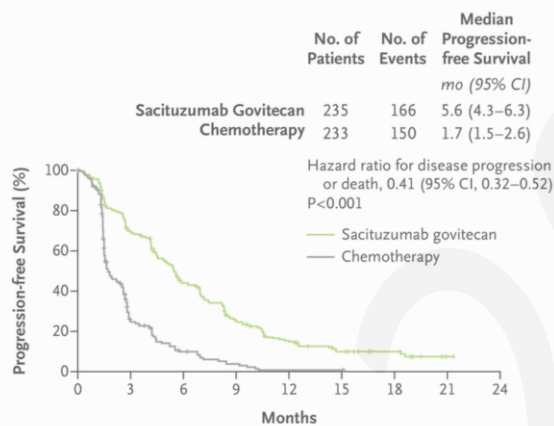 Median
No. of No. of Progression-
Patients Events free Survival
mo (95% CI)
Sacituzumab Govitecan 235 166 5.6 (4.3–6.3)
Chemotherapy 233 150 1.7 (1.5–2.6)
Hazard ratio for disease progression
or death, 0.41 (95% CI, 0.32–0.52)
P<0.001
Sacituzumab govitecan
Chemotherapy
Progression-free Survival (%)
100
80
60
40
20
0
0 3 6 9 12 15 18 21 24
Months